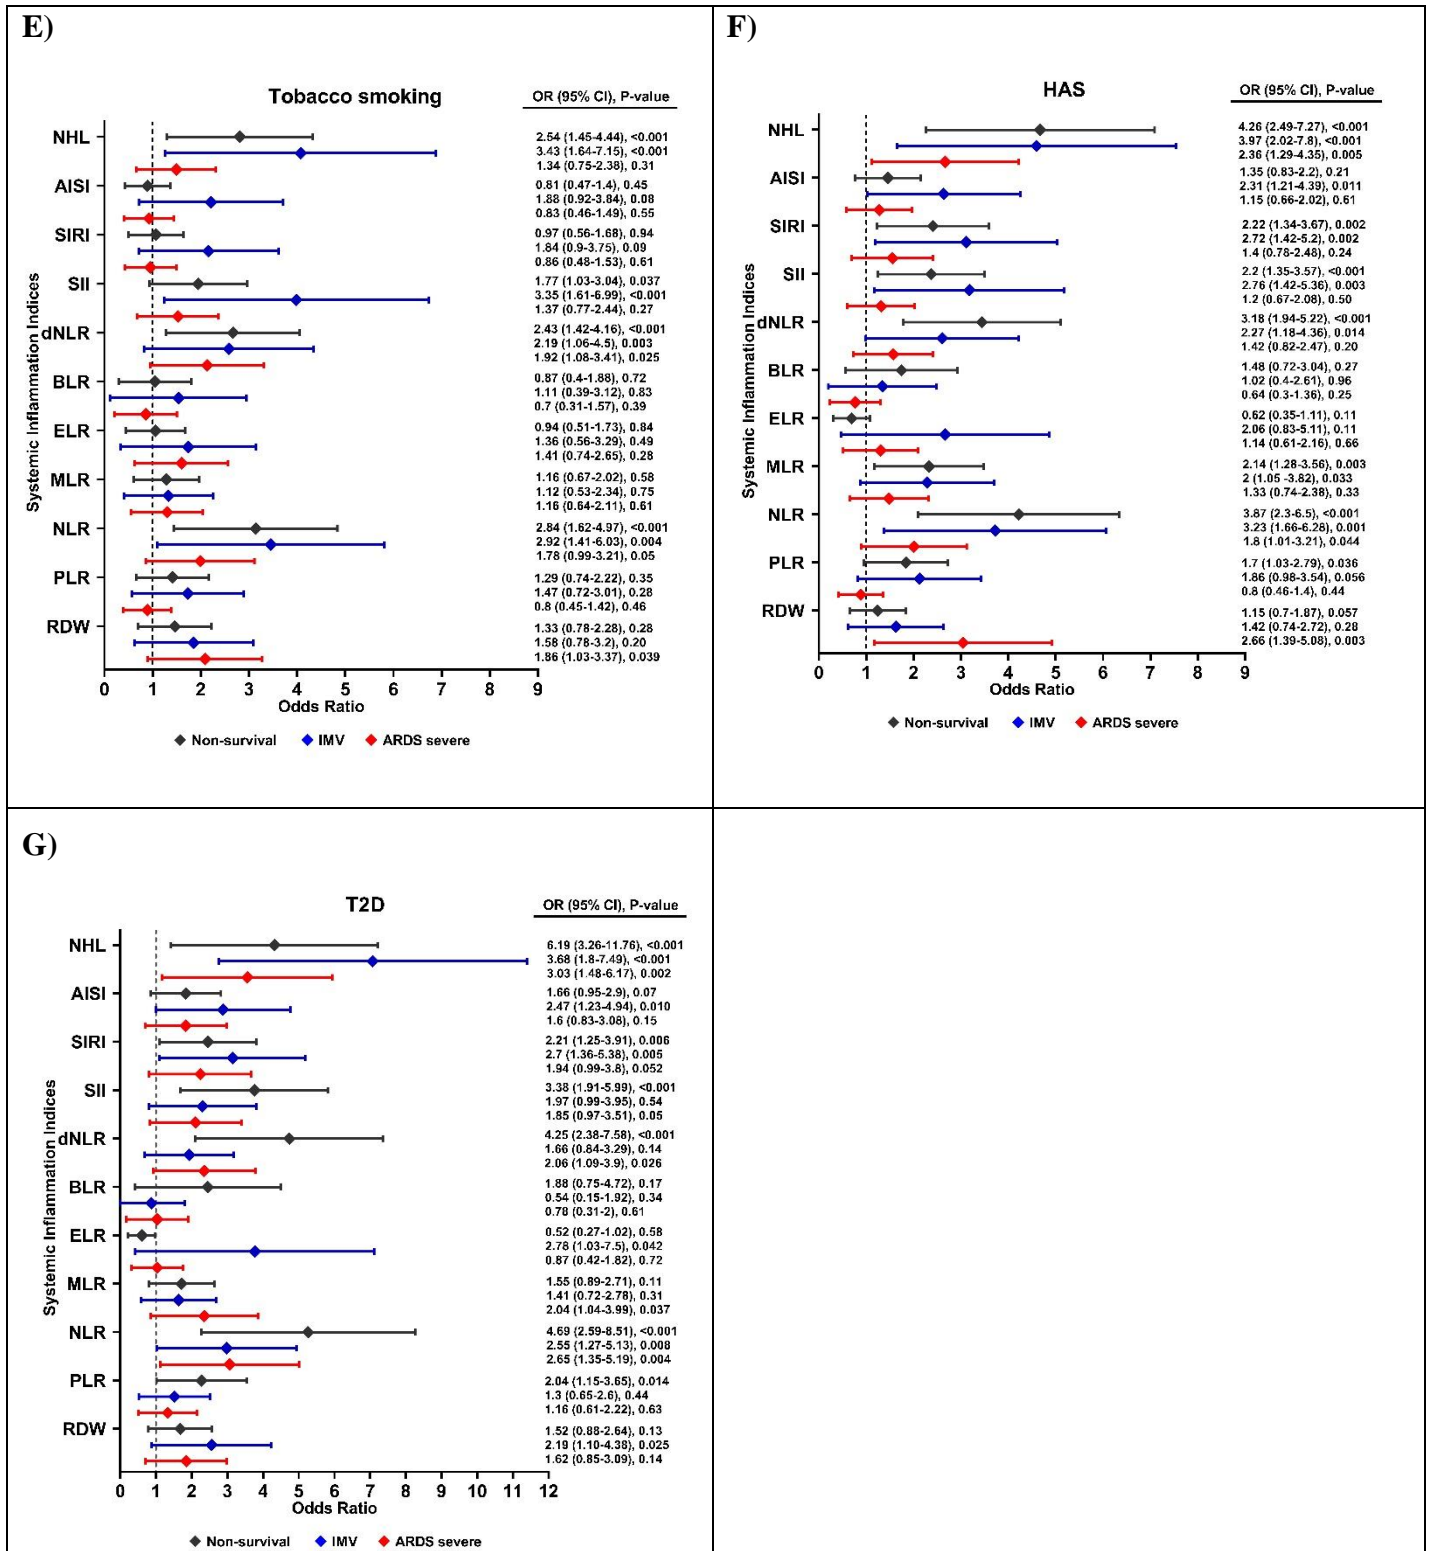 E)
Tobacco smoking
OR (95% CI), P-value
Systemic Inflammation Indices
NHL
2.54 (1.45-4.44), <0.001
3.43 (1.64-7.15), <0.001
1.34 (0.75-2.38), 0.31
AISI
0.81 (0.47-1.4), 0.45
1.88 (0.92-3.84), 0.08
0.83 (0.46-1.49), 0.55
SIRI
0.97 (0.56-1.68), 0.94
1.84 (0.9-3.75), 0.09
0.86 (0.48-1.53), 0.61
SII
1.77 (1.03-3.04), 0.037
3.35 (1.61-6.99), <0.001
1.37 (0.77-2.44), 0.27
dNLR
2.43 (1.42-4.16), <0.001
2.19 (1.06-4.5), 0.003
1.92 (1.08-3.41), 0.025
BLR
0.87 (0.4-1.88), 0.72
1.11 (0.39-3.12), 0.83
0.7 (0.31-1.57), 0.39
ELR
0.94 (0.51-1.73), 0.84
1.36 (0.56-3.29), 0.49
1.41 (0.74-2.65), 0.28
MLR
1.16 (0.67-2.02), 0.58
1.12 (0.53-2.34), 0.75
1.16 (0.64-2.11), 0.61
NLR
2.84 (1.62-4.97), <0.001
2.92 (1.41-6.03), 0.004
1.78 (0.99-3.21), 0.05
PLR
1.29 (0.74-2.22), 0.35
1.47 (0.72-3.01), 0.28
0.8 (0.45-1.42), 0.46
RDW
1.33 (0.78-2.28), 0.28
1.58 (0.78-3.2), 0.20
1.86 (1.03-3.37), 0.039
0 1 2 3 4 5 6 7 8 9
Odds Ratio
Non-survival IMV ARDS severe
F)
HAS
OR (95% CI), P-value
Systemic Inflammation Indices
NHL
4.26 (2.49-7.27), <0.001
3.97 (2.02-7.8), <0.001
2.36 (1.29-4.35), 0.005
AISI
1.35 (0.83-2.2), 0.21
2.31 (1.21-4.39), 0.011
1.15 (0.66-2.02), 0.61
SIRI
2.22 (1.34-3.67), 0.002
2.72 (1.42-5.2), 0.002
1.4 (0.78-2.48), 0.24
SII
2.2 (1.35-3.57), <0.001
2.76 (1.42-5.36), 0.003
1.2 (0.67-2.08), 0.50
dNLR
3.18 (1.94-5.22), <0.001
2.27 (1.18-4.36), 0.014
1.42 (0.82-2.47), 0.20
BLR
1.48 (0.72-3.04), 0.27
1.02 (0.4-2.61), 0.96
0.64 (0.3-1.36), 0.25
ELR
0.62 (0.35-1.11), 0.11
2.06 (0.83-5.11), 0.11
1.14 (0.61-2.16), 0.66
MLR
2.14 (1.28-3.56), 0.003
2 (1.05 -3.82), 0.033
1.33 (0.74-2.38), 0.33
NLR
3.87 (2.3-6.5), <0.001
3.23 (1.66-6.28), 0.001
1.8 (1.01-3.21), 0.044
PLR
1.7 (1.03-2.79), 0.036
1.86 (0.98-3.54), 0.056
0.8 (0.46-1.4), 0.44
RDW
1.15 (0.7-1.87), 0.057
1.42 (0.74-2.72), 0.28
2.66 (1.39-5.08), 0.003
0 1 2 3 4 5 6 7 8 9
Odds Ratio
Non-survival IMV ARDS severe
G)
T2D
OR (95% CI), P-value
Systemic Inflammation Indices
NHL
6.19 (3.26-11.76), <0.001
3.68 (1.8-7.49), <0.001
3.03 (1.48-6.17), 0.002
AISI
1.66 (0.95-2.9), 0.07
2.47 (1.23-4.94), 0.010
1.6 (0.83-3.08), 0.15
SIRI
2.21 (1.25-3.91), 0.006
2.7 (1.36-5.38), 0.005
1.94 (0.99-3.8), 0.052
SII
3.38 (1.91-5.99), <0.001
1.97 (0.99-3.95), 0.54
1.85 (0.97-3.51), 0.05
dNLR
4.25 (2.38-7.58), <0.001
1.66 (0.84-3.29), 0.14
2.06 (1.09-3.9), 0.026
BLR
1.88 (0.75-4.72), 0.17
0.54 (0.15-1.92), 0.34
0.78 (0.31-2), 0.61
ELR
0.52 (0.27-1.02), 0.58
2.78 (1.03-7.5), 0.042
0.87 (0.42-1.82), 0.72
MLR
1.55 (0.89-2.71), 0.11
1.41 (0.72-2.78), 0.31
2.04 (1.04-3.99), 0.037
NLR
4.69 (2.59-8.51), <0.001
2.55 (1.27-5.13), 0.008
2.65 (1.35-5.19), 0.004
PLR
2.04 (1.15-3.65), 0.014
1.3 (0.65-2.6), 0.44
1.16 (0.61-2.22), 0.63
RDW
1.52 (0.88-2.64), 0.13
2.19 (1.10-4.38), 0.025
1.62 (0.85-3.09), 0.14
0 1 2 3 4 5 6 7 8 9 10 11 12
Odds Ratio
Non-survival IMV ARDS severe